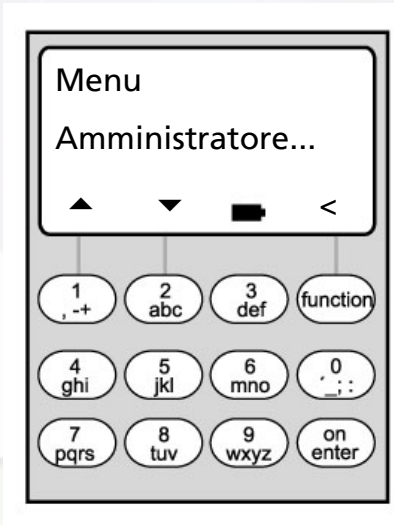 Menu
Amministratore...
<
1 2 3 function
, -+ abc def
4 5 6 0
ghi jkl mno ´_; :
7 8 9 on
pqrs tuv wxyz enter